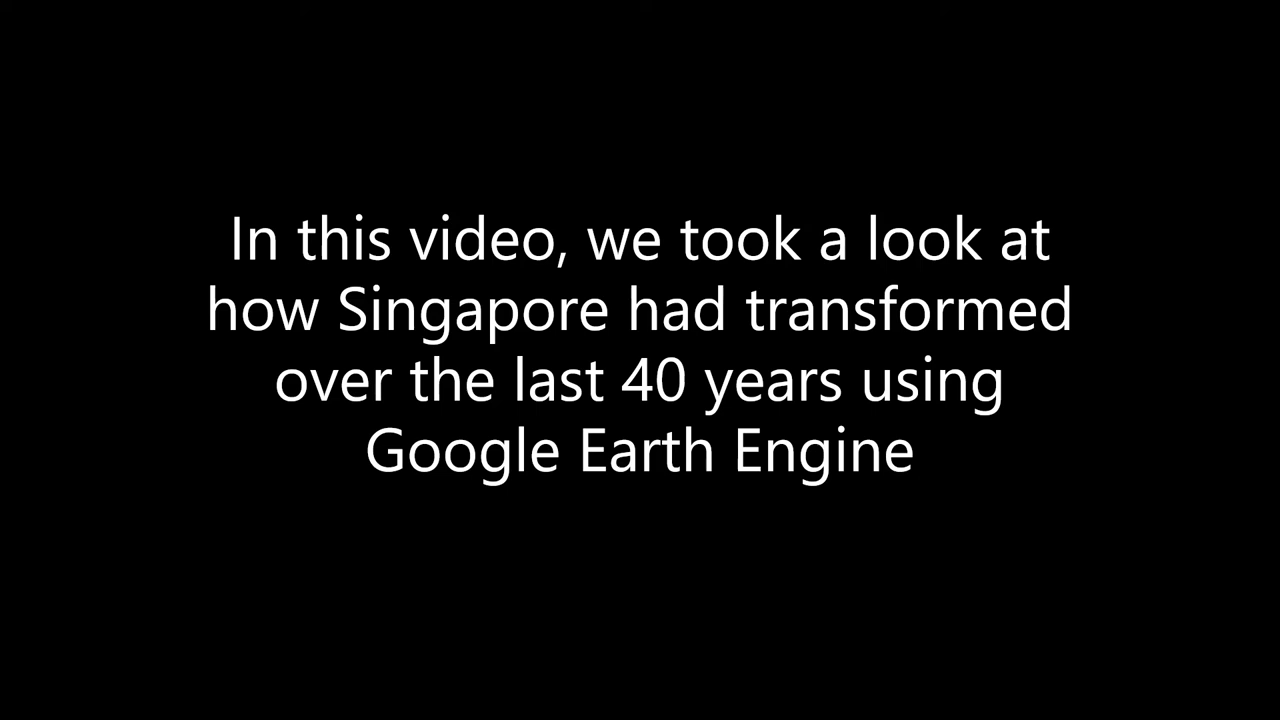 In this video, we took a look at
how Singapore had transformed
over the last 40 years using
Google Earth Engine